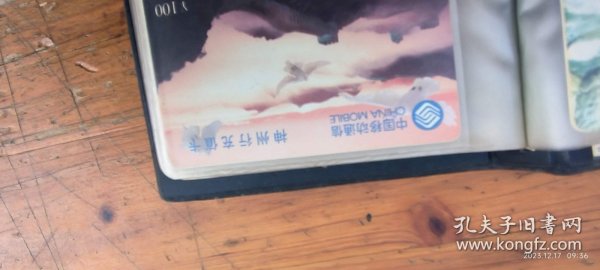 ¥100
中国移动通信
CHINA MOBILE
神州行充值卡
孔夫子旧书网
www.kongfz.com
2023.12.17 09:36